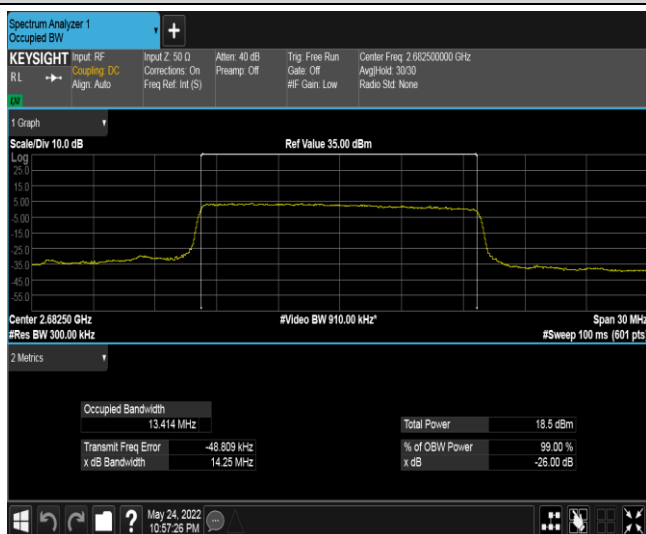 Spectrum Analyzer 1
Occupied BW
+
KEYSIGHT
RL
Input: RF
Coupling: DC
Align: Auto
Input Z: 50 Ω
Corrections: On
Freq Ref: Int (S)
Atten: 40 dB
Preamp: Off
Trig: Free Run
Gate: Off
#IF Gain: Low
Center Freq: 2.682500000 GHz
Avg|Hold: 30/30
Radio Std: None
1 Graph
Scale/Div 10.0 dB
Ref Value 35.00 dBm
Log
25.0
15.0
5.00
-5.00
-15.0
-25.0
-35.0
-45.0
-55.0
Center 2.68250 GHz
#Video BW 910.00 kHz*
Span 30 MHz
#Res BW 300.00 kHz
#Sweep 100 ms (601 pts)
2 Metrics
Occupied Bandwidth
13.414 MHz
Total Power 18.5 dBm
Transmit Freq Error -48.809 kHz
% of OBW Power 99.00 %
x dB Bandwidth 14.25 MHz
x dB -26.00 dB
?
May 24, 2022
10:57:26 PM